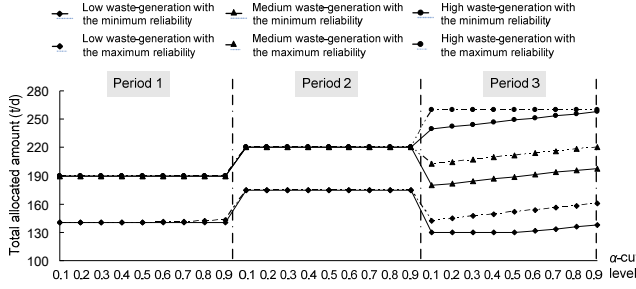 Low waste-generation with the minimum reliability
Medium waste-generation with the minimum reliability
High waste-generation with the minimum reliability
Low waste-generation with the maximum reliability
Medium waste-generation with the maximum reliability
High waste-generation with the maximum reliability
Period 1
Period 2
Period 3
Total allocated amount (t/d)
280
250
220
190
160
130
100
0,1 0,2 0,3 0,4 0,5 0,6 0,7 0,8 0,9 0,1 0,2 0,3 0,4 0,5 0,6 0,7 0,8 0,9 0,1 0,2 0,3 0,4 0,5 0,6 0,7 0,8 0,9
α-cu
level